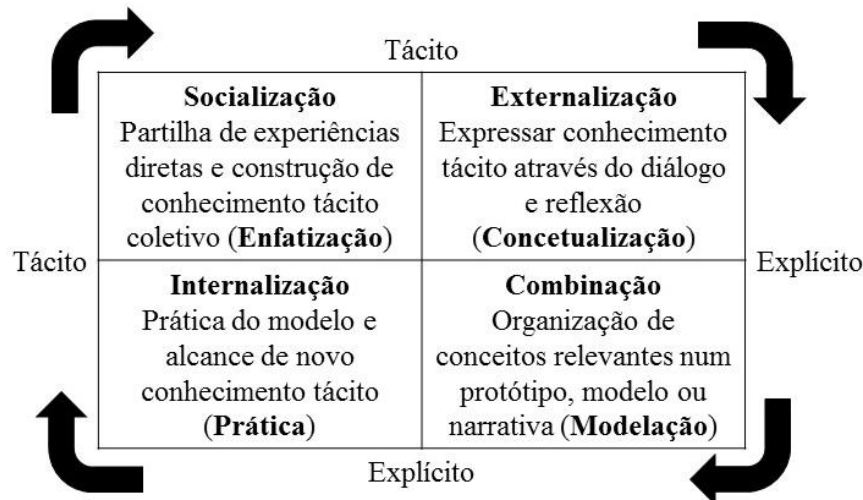 Tácito
Socialização
Partilha de experiências
diretas e construção de
conhecimento tácito
coletivo (Enfatização)
Externalização
Expressar conhecimento
tácito através do diálogo
e reflexão
(Concetualização)
Tácito
Explícito
Internalização
Prática do modelo e
alcance de novo
conhecimento tácito
(Prática)
Combinação
Organização de
conceitos relevantes num
protótipo, modelo ou
narrativa (Modelação)
Explícito